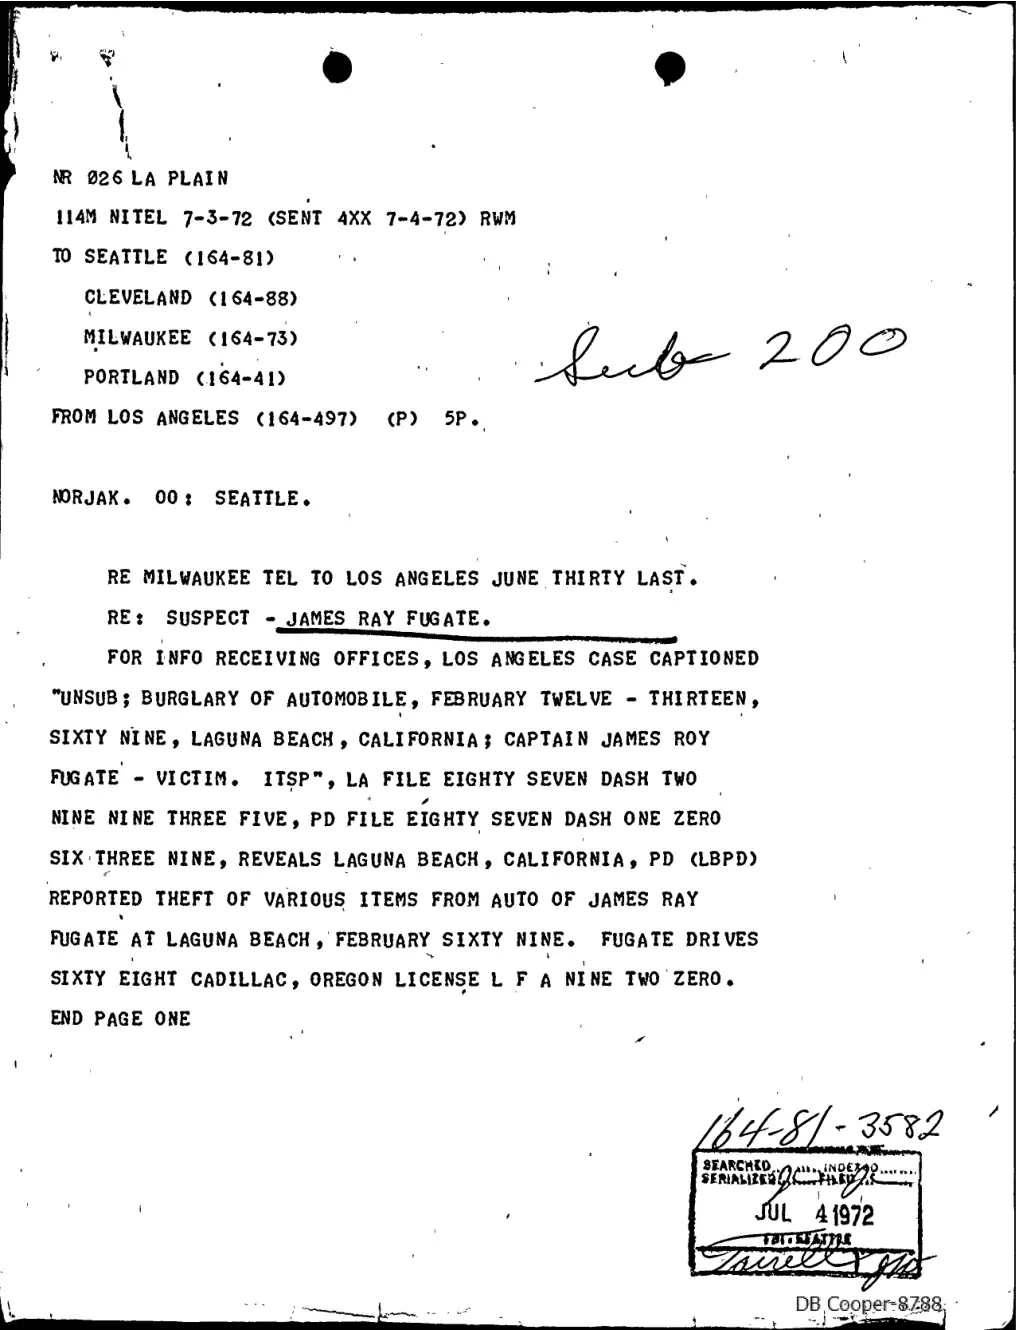 NR 026 LA PLAIN
114M NITEL 7-3-72 (SENT 4XX 7-4-72) RWM
TO SEATTLE (164-81)
CLEVELAND (164-88)
MILWAUKEE (164-73)
PORTLAND (164-41)
FROM LOS ANGELES (164-497) (P) 5P.
Sub 200
NORJAK. OO: SEATTLE.
RE MILWAUKEE TEL TO LOS ANGELES JUNE THIRTY LAST.
RE: SUSPECT - JAMES RAY FUGATE.
FOR INFO RECEIVING OFFICES, LOS ANGELES CASE CAPTIONED
"UNSUB; BURGLARY OF AUTOMOBILE, FEBRUARY TWELVE - THIRTEEN,
SIXTY NINE, LAGUNA BEACH, CALIFORNIA; CAPTAIN JAMES ROY
FUGATE - VICTIM. ITSP", LA FILE EIGHTY SEVEN DASH TWO
NINE NINE THREE FIVE, PD FILE EIGHTY SEVEN DASH ONE ZERO
SIX THREE NINE, REVEALS LAGUNA BEACH, CALIFORNIA, PD (LBPD)
REPORTED THEFT OF VARIOUS ITEMS FROM AUTO OF JAMES RAY
FUGATE AT LAGUNA BEACH, FEBRUARY SIXTY NINE. FUGATE DRIVES
SIXTY EIGHT CADILLAC, OREGON LICENSE L F A NINE TWO ZERO.
END PAGE ONE
164-81-3582
SEARCHED INDEXED
SERIALIZED FILED
JUL 4 1972
FBI - SEATTLE
DB Cooper-8788